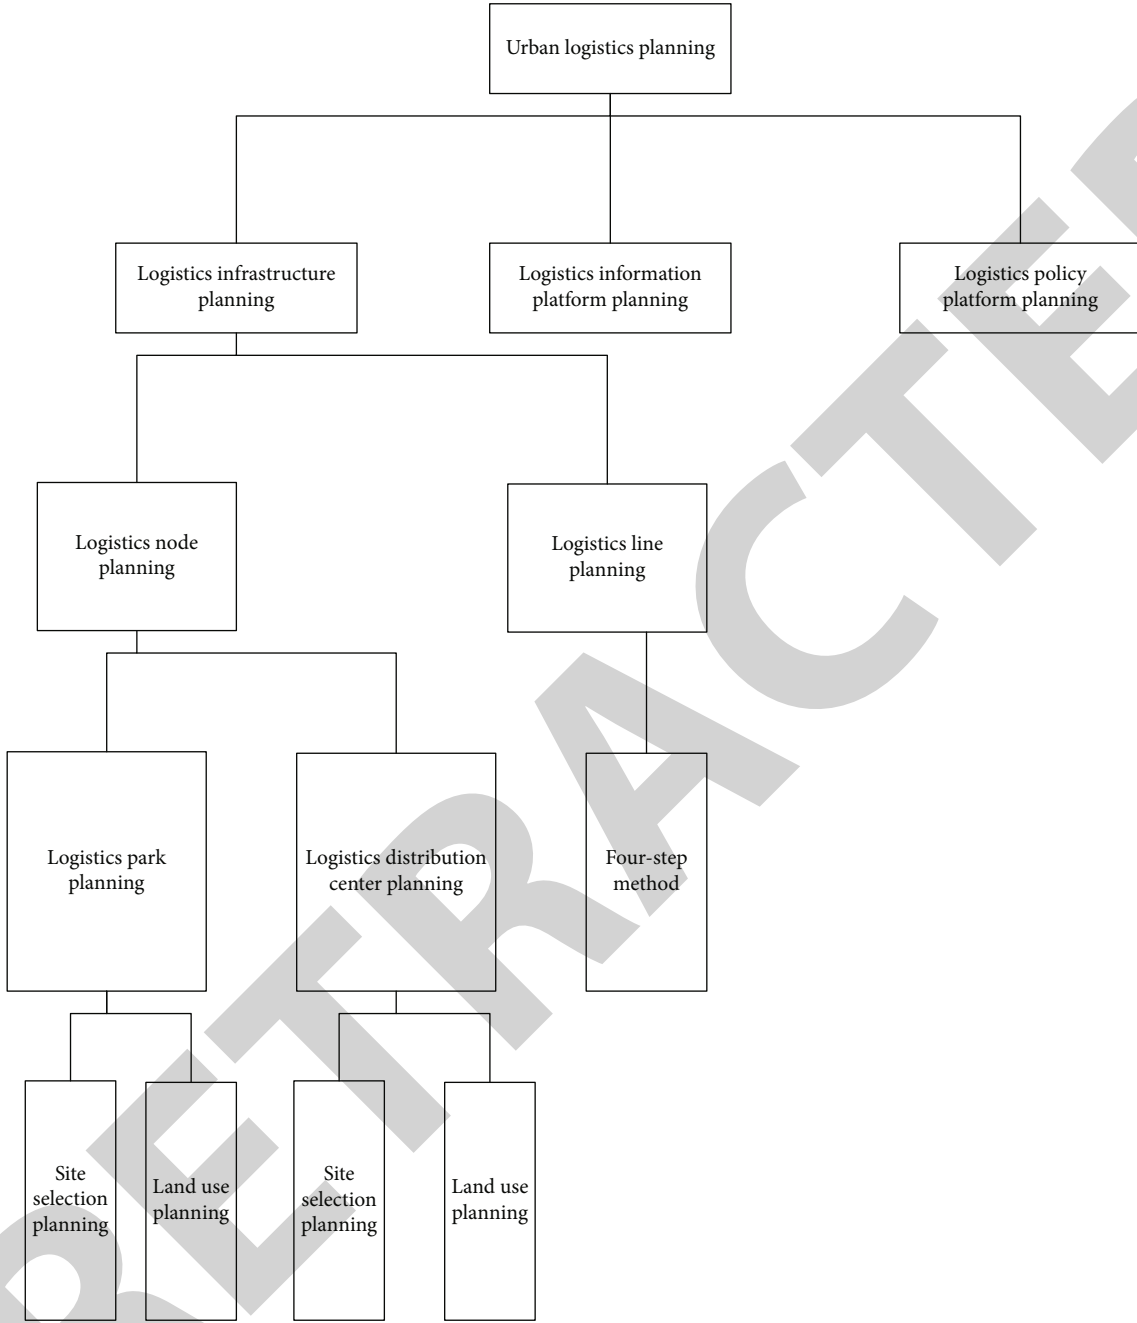 Urban logistics planning
Logistics infrastructure
planning
Logistics information
platform planning
Logistics policy
platform planning
Logistics node
planning
Logistics line
planning
Logistics park
planning
Logistics distribution
center planning
Four-step
method
Site
selection
planning
Land use
planning
Site
selection
planning
Land use
planning
RETRACTE